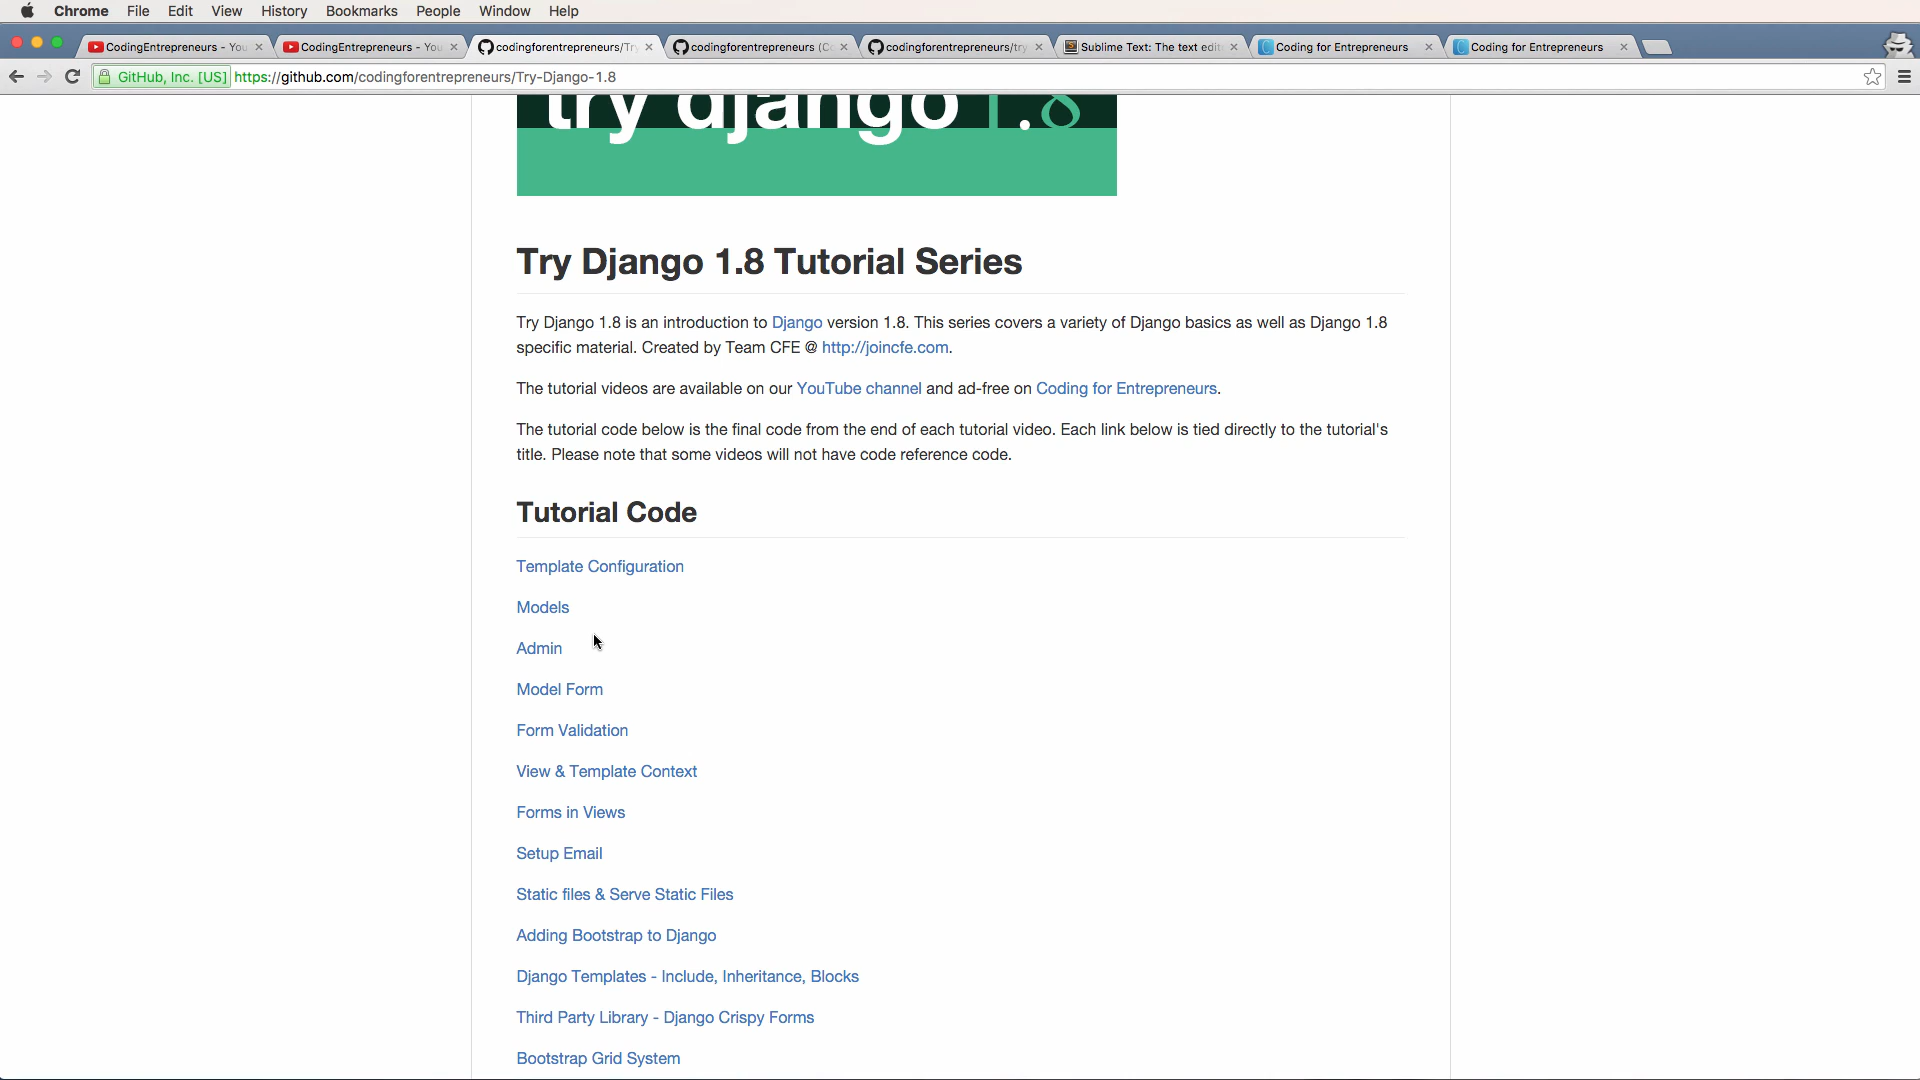 Chrome File Edit View History Bookmarks People Window Help
CodingEntrepreneurs - You
CodingEntrepreneurs - You
codingforentrepreneurs/Try
codingforentrepreneurs (Co
codingforentrepreneurs/try
Sublime Text: The text edit
Coding for Entrepreneurs
Coding for Entrepreneurs
GitHub, Inc. [US] https://github.com/codingforentrepreneurs/Try-Django-1.8
try django 1.8
Try Django 1.8 Tutorial Series
Try Django 1.8 is an introduction to Django version 1.8. This series covers a variety of Django basics as well as Django 1.8
specific material. Created by Team CFE @ http://joincfe.com.
The tutorial videos are available on our YouTube channel and ad-free on Coding for Entrepreneurs.
The tutorial code below is the final code from the end of each tutorial video. Each link below is tied directly to the tutorial's
title. Please note that some videos will not have code reference code.
Tutorial Code
Template Configuration
Models
Admin
Model Form
Form Validation
View & Template Context
Forms in Views
Setup Email
Static files & Serve Static Files
Adding Bootstrap to Django
Django Templates - Include, Inheritance, Blocks
Third Party Library - Django Crispy Forms
Bootstrap Grid System